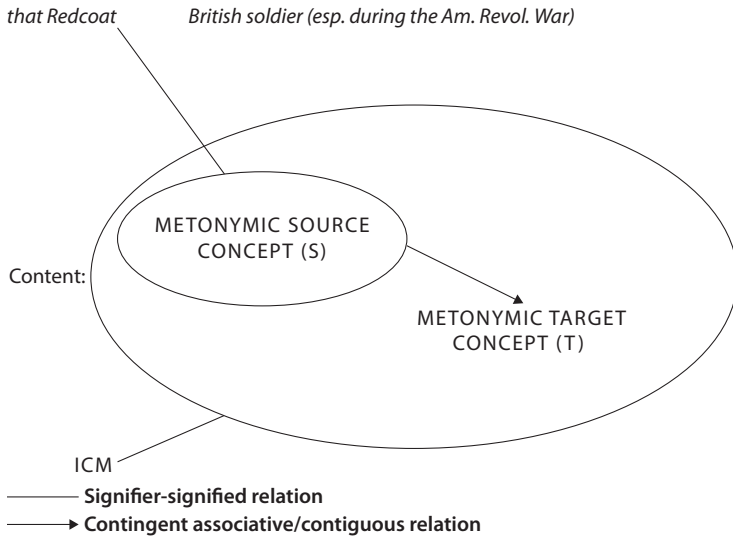 that Redcoat British soldier (esp. during the Am. Revol. War)
METONYMIC SOURCE
CONCEPT (S)
Content:
METONYMIC TARGET
CONCEPT (T)
ICM
Signifier-signified relation
Contingent associative/contiguous relation